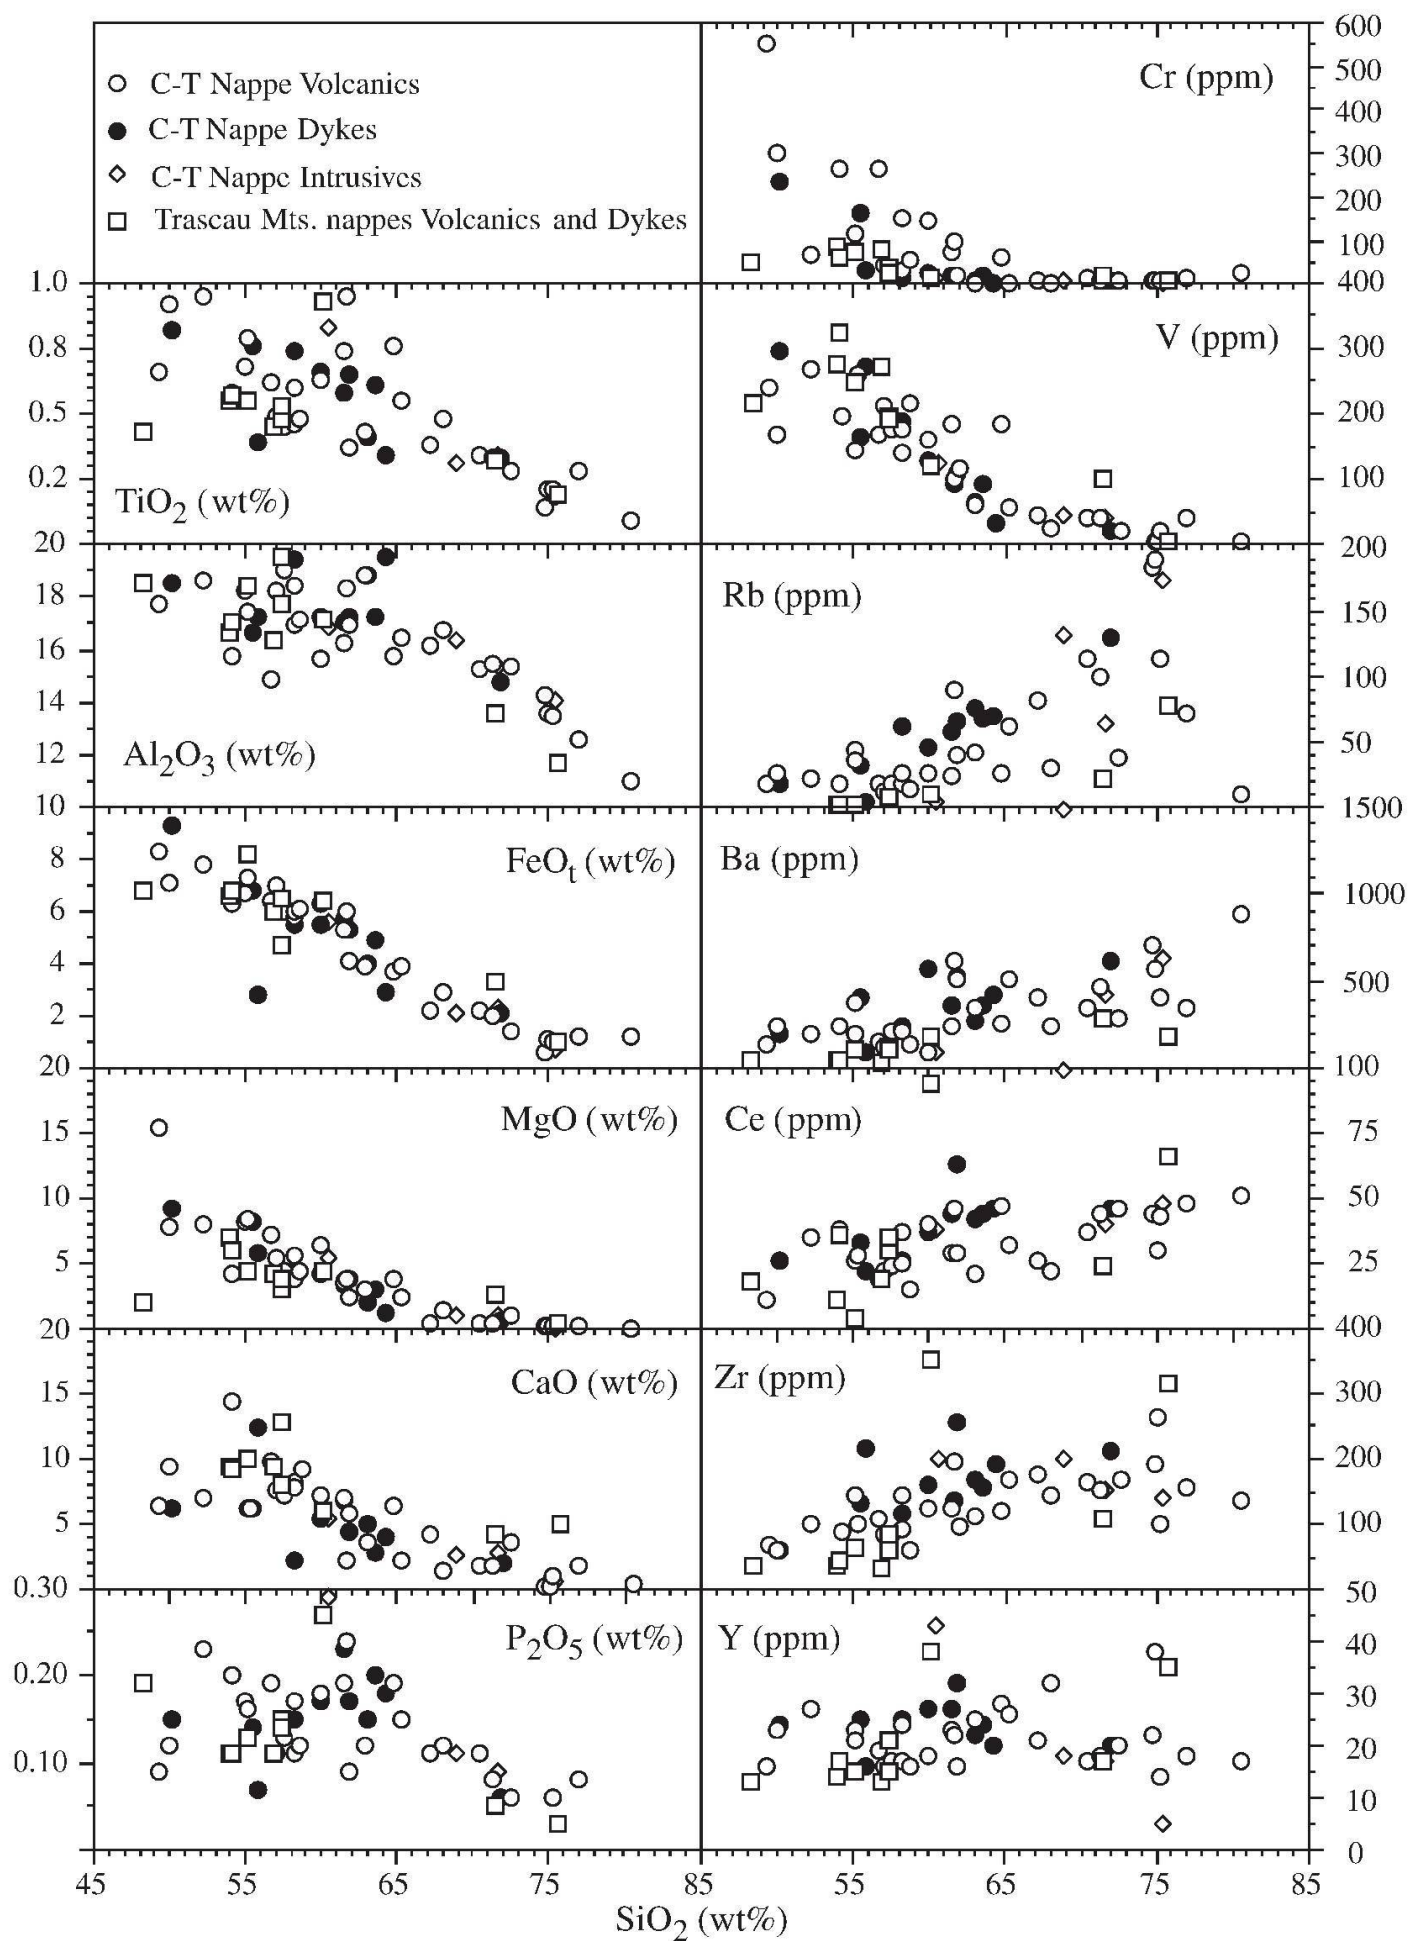 C-T Nappe Volcanics
C-T Nappe Dykes
C-T Nappe Intrusives
Trascau Mts. nappes Volcanics and Dykes
1.0
0.8
0.5
0.2
TiO2 (wt%)
20
18
16
14
12
10
Al2O3 (wt%)
8
6
4
2
FeOt (wt%)
20
15
10
5
MgO (wt%)
20
15
10
5
CaO (wt%)
0.30
0.20
0.10
P2O5 (wt%)
Cr (ppm)
600
500
400
300
200
100
400
V (ppm)
300
200
100
200
Rb (ppm)
150
100
50
1500
Ba (ppm)
1000
500
100
Ce (ppm)
75
50
25
400
Zr (ppm)
300
200
100
50
Y (ppm)
40
30
20
10
0
45 55 65 75 85 55 65 75 85
SiO2 (wt%)